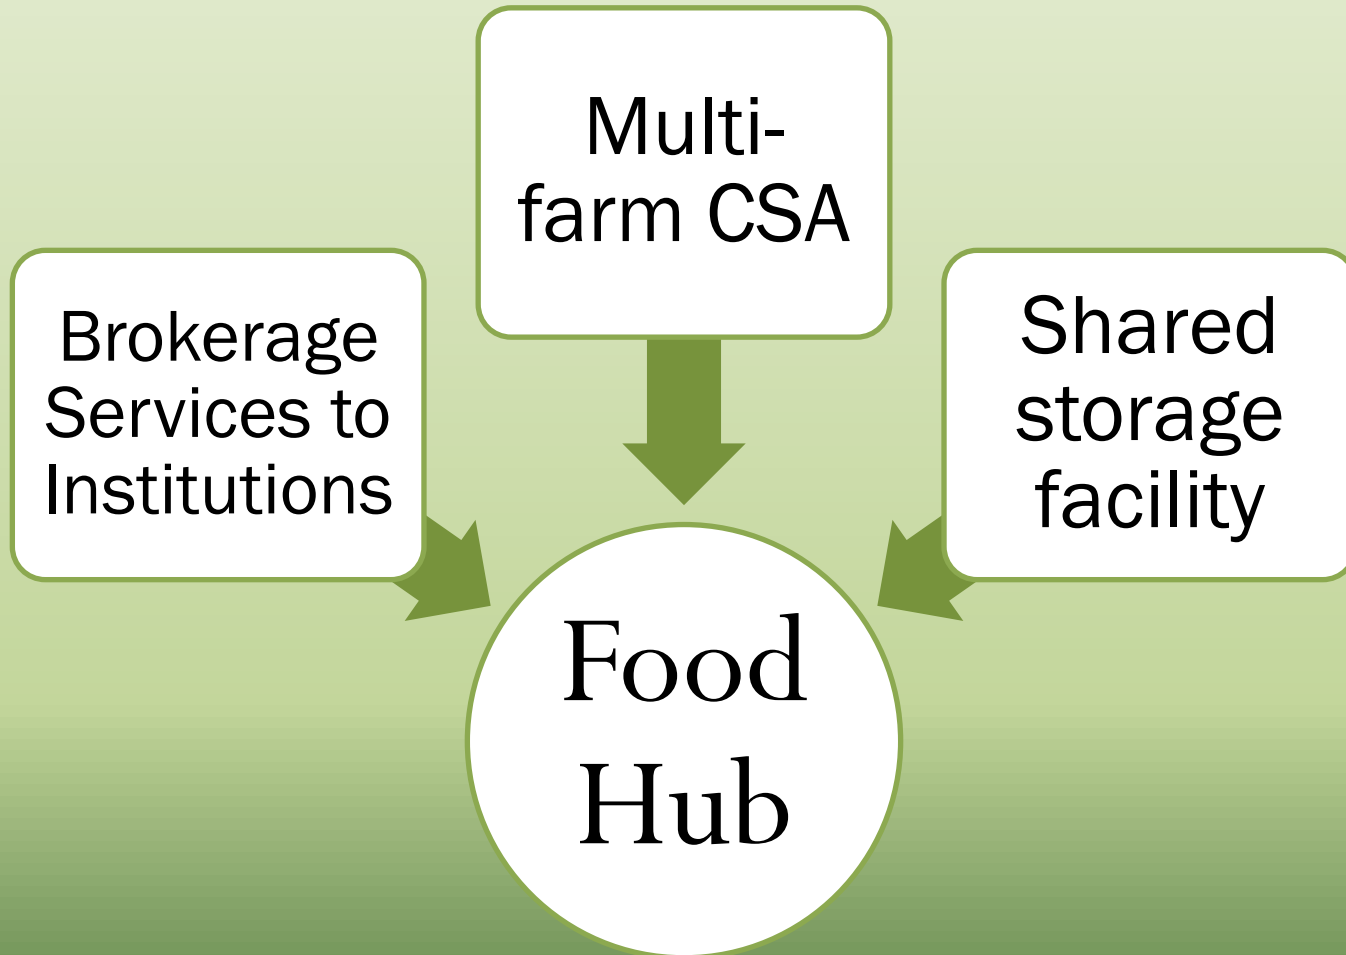 Multi-
farm CSA
Brokerage
Services to
Institutions
Shared
storage
facility
Food
Hub